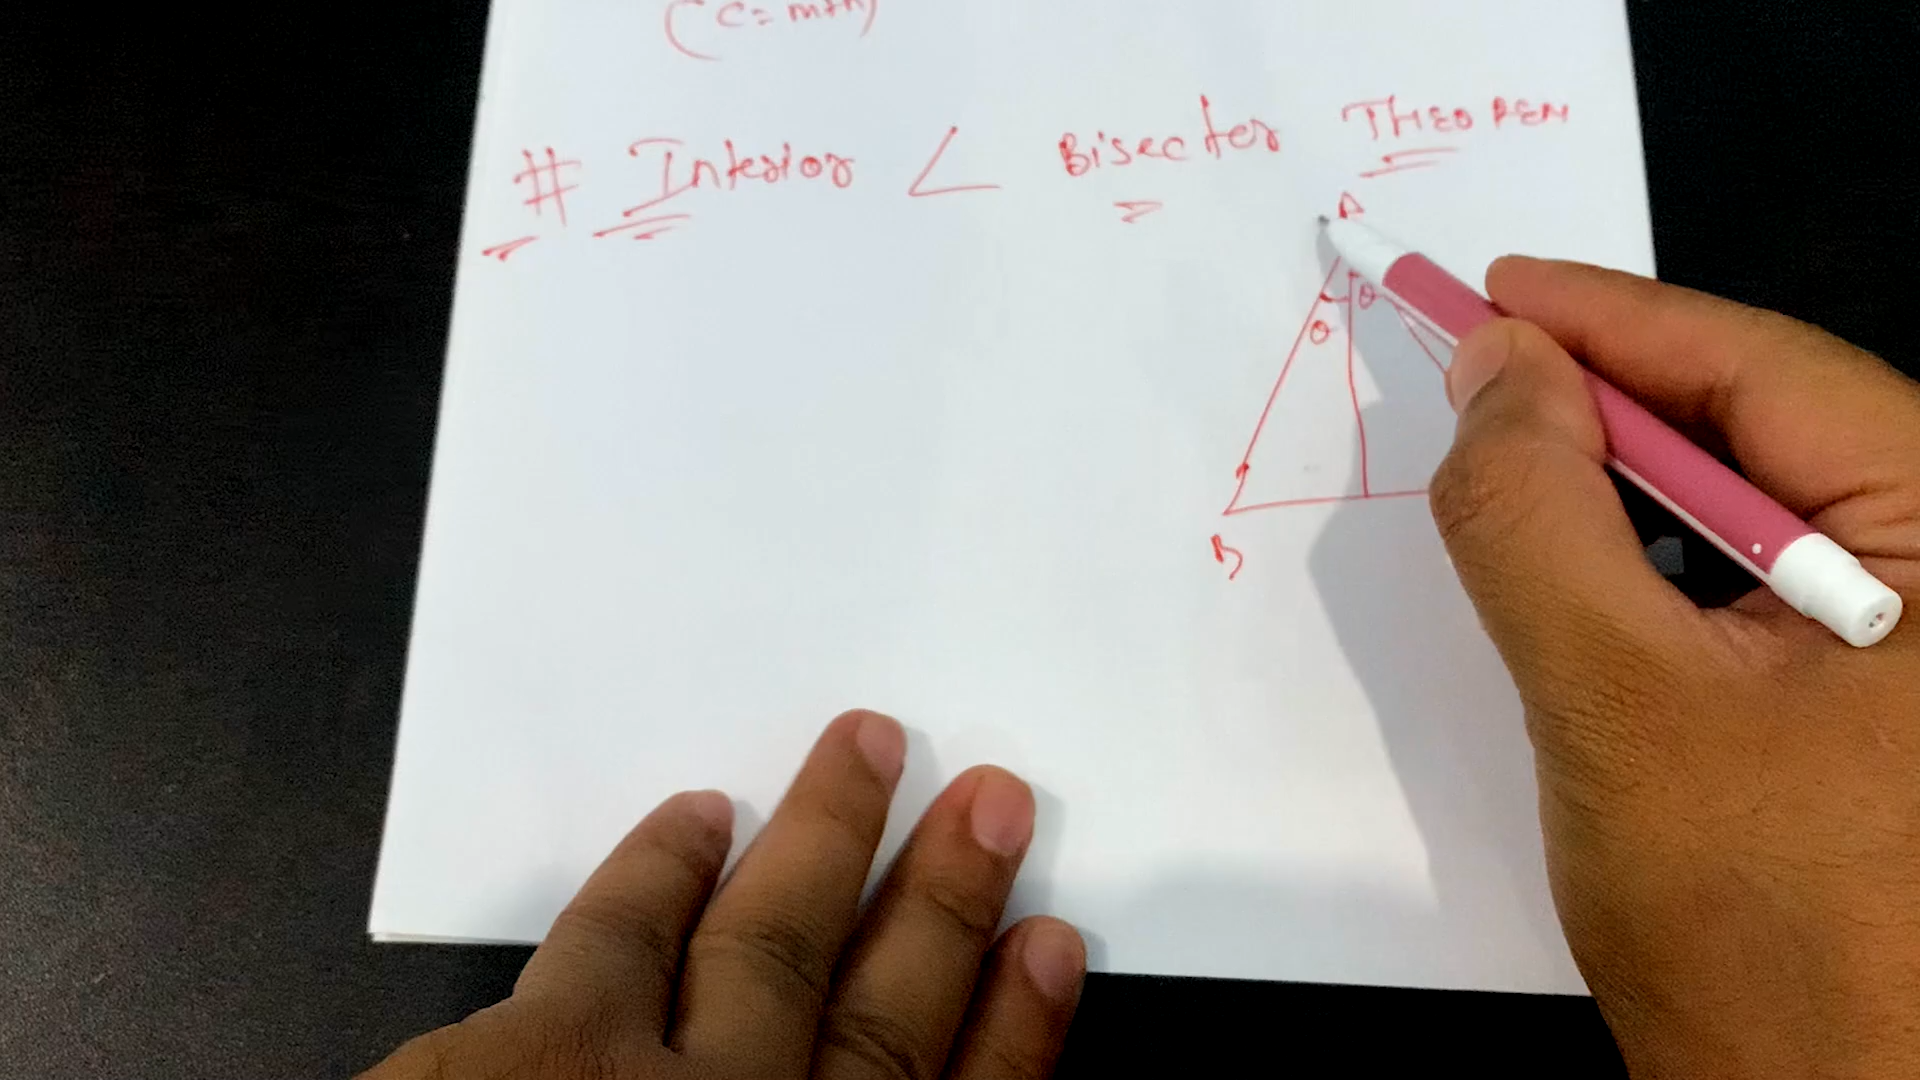 (c = m+n)
# Interior ∠ Bisector THEOREM
A
θ
θ
B